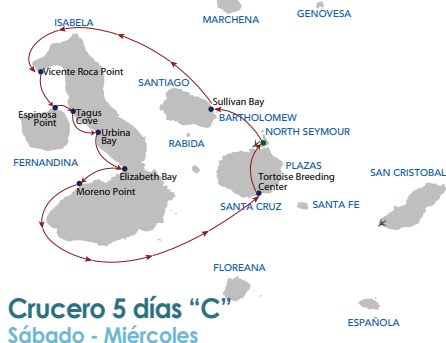 GENOVESA
MARCHENA
ISABELA
Vicente Roca Point
SANTIAGO
Sullivan Bay
Espinosa
Point
Tagus
Cove
BARTHOLOMEW
NORTH SEYMOUR
Urbina
Bay
RABIDA
FERNANDINA
PLAZAS
Elizabeth Bay
Tortoise Breeding
Center
SAN CRISTOBAL
Moreno Point
SANTA CRUZ
SANTA FE
FLOREANA
Crucero 5 días “C”
ESPAÑOLA
Sábado - Miércoles